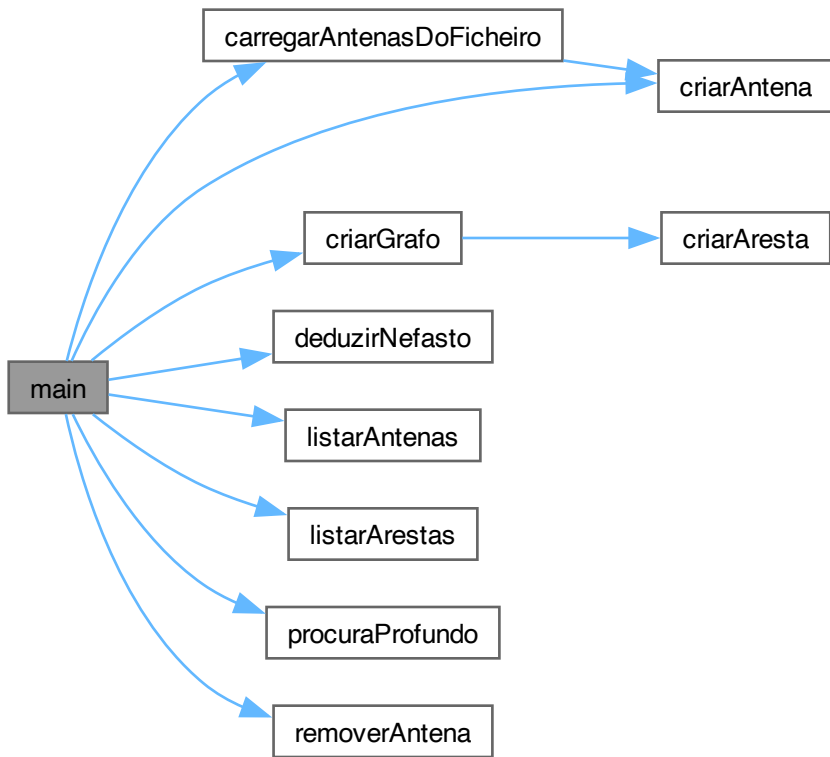 carregarAntenasDoFicheiro
criarAntena
criarGrafo
criarAresta
deduzirNefasto
main
listarAntenas
listarArestas
procuraProfundo
removerAntena